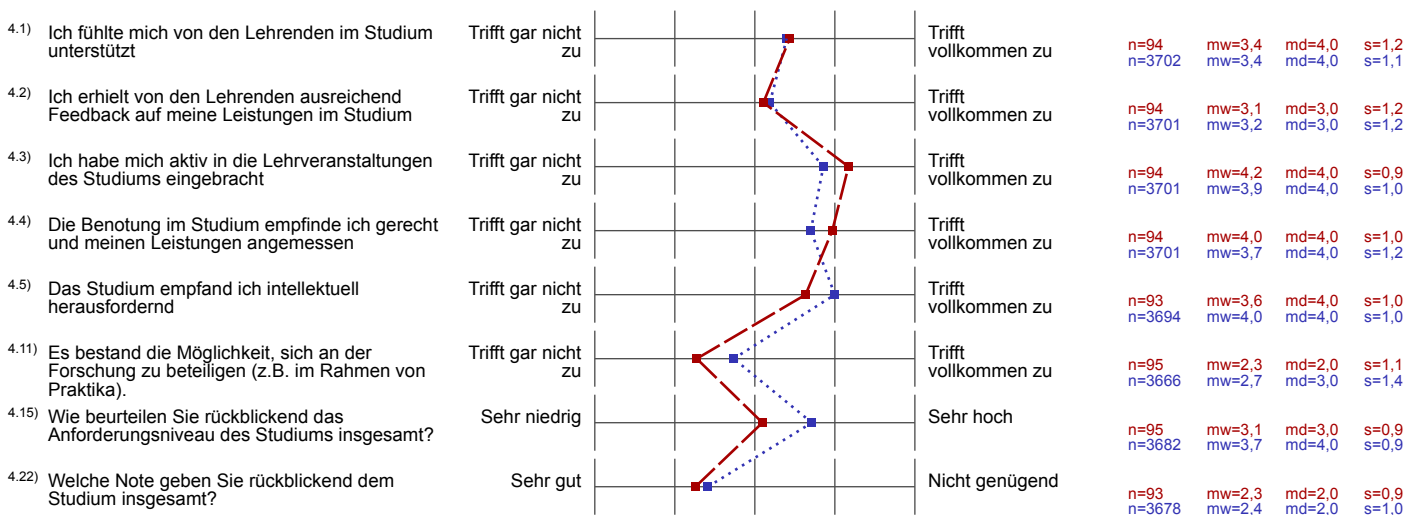 4.1) Ich fühlte mich von den Lehrenden im Studium
unterstützt
Trifft gar nicht
zu
Trifft
vollkommen zu
n=94 mw=3,4 md=4,0 s=1,2
n=3702 mw=3,4 md=4,0 s=1,1
4.2) Ich erhielt von den Lehrenden ausreichend
Feedback auf meine Leistungen im Studium
Trifft gar nicht
zu
Trifft
vollkommen zu
n=94 mw=3,1 md=3,0 s=1,2
n=3701 mw=3,2 md=3,0 s=1,2
4.3) Ich habe mich aktiv in die Lehrveranstaltungen
des Studiums eingebracht
Trifft gar nicht
zu
Trifft
vollkommen zu
n=94 mw=4,2 md=4,0 s=0,9
n=3701 mw=3,9 md=4,0 s=1,0
4.4) Die Benotung im Studium empfinde ich gerecht
und meinen Leistungen angemessen
Trifft gar nicht
zu
Trifft
vollkommen zu
n=94 mw=4,0 md=4,0 s=1,0
n=3701 mw=3,7 md=4,0 s=1,2
4.5) Das Studium empfand ich intellektuell
herausfordernd
Trifft gar nicht
zu
Trifft
vollkommen zu
n=93 mw=3,6 md=4,0 s=1,0
n=3694 mw=4,0 md=4,0 s=1,0
4.11) Es bestand die Möglichkeit, sich an der
Forschung zu beteiligen (z.B. im Rahmen von
Praktika).
Trifft gar nicht
zu
Trifft
vollkommen zu
n=95 mw=2,3 md=2,0 s=1,1
n=3666 mw=2,7 md=3,0 s=1,4
4.15) Wie beurteilen Sie rückblickend das
Anforderungsniveau des Studiums insgesamt?
Sehr niedrig
Sehr hoch
n=95 mw=3,1 md=3,0 s=0,9
n=3682 mw=3,7 md=4,0 s=0,9
4.22) Welche Note geben Sie rückblickend dem
Studium insgesamt?
Sehr gut
Nicht genügend
n=93 mw=2,3 md=2,0 s=0,9
n=3678 mw=2,4 md=2,0 s=1,0